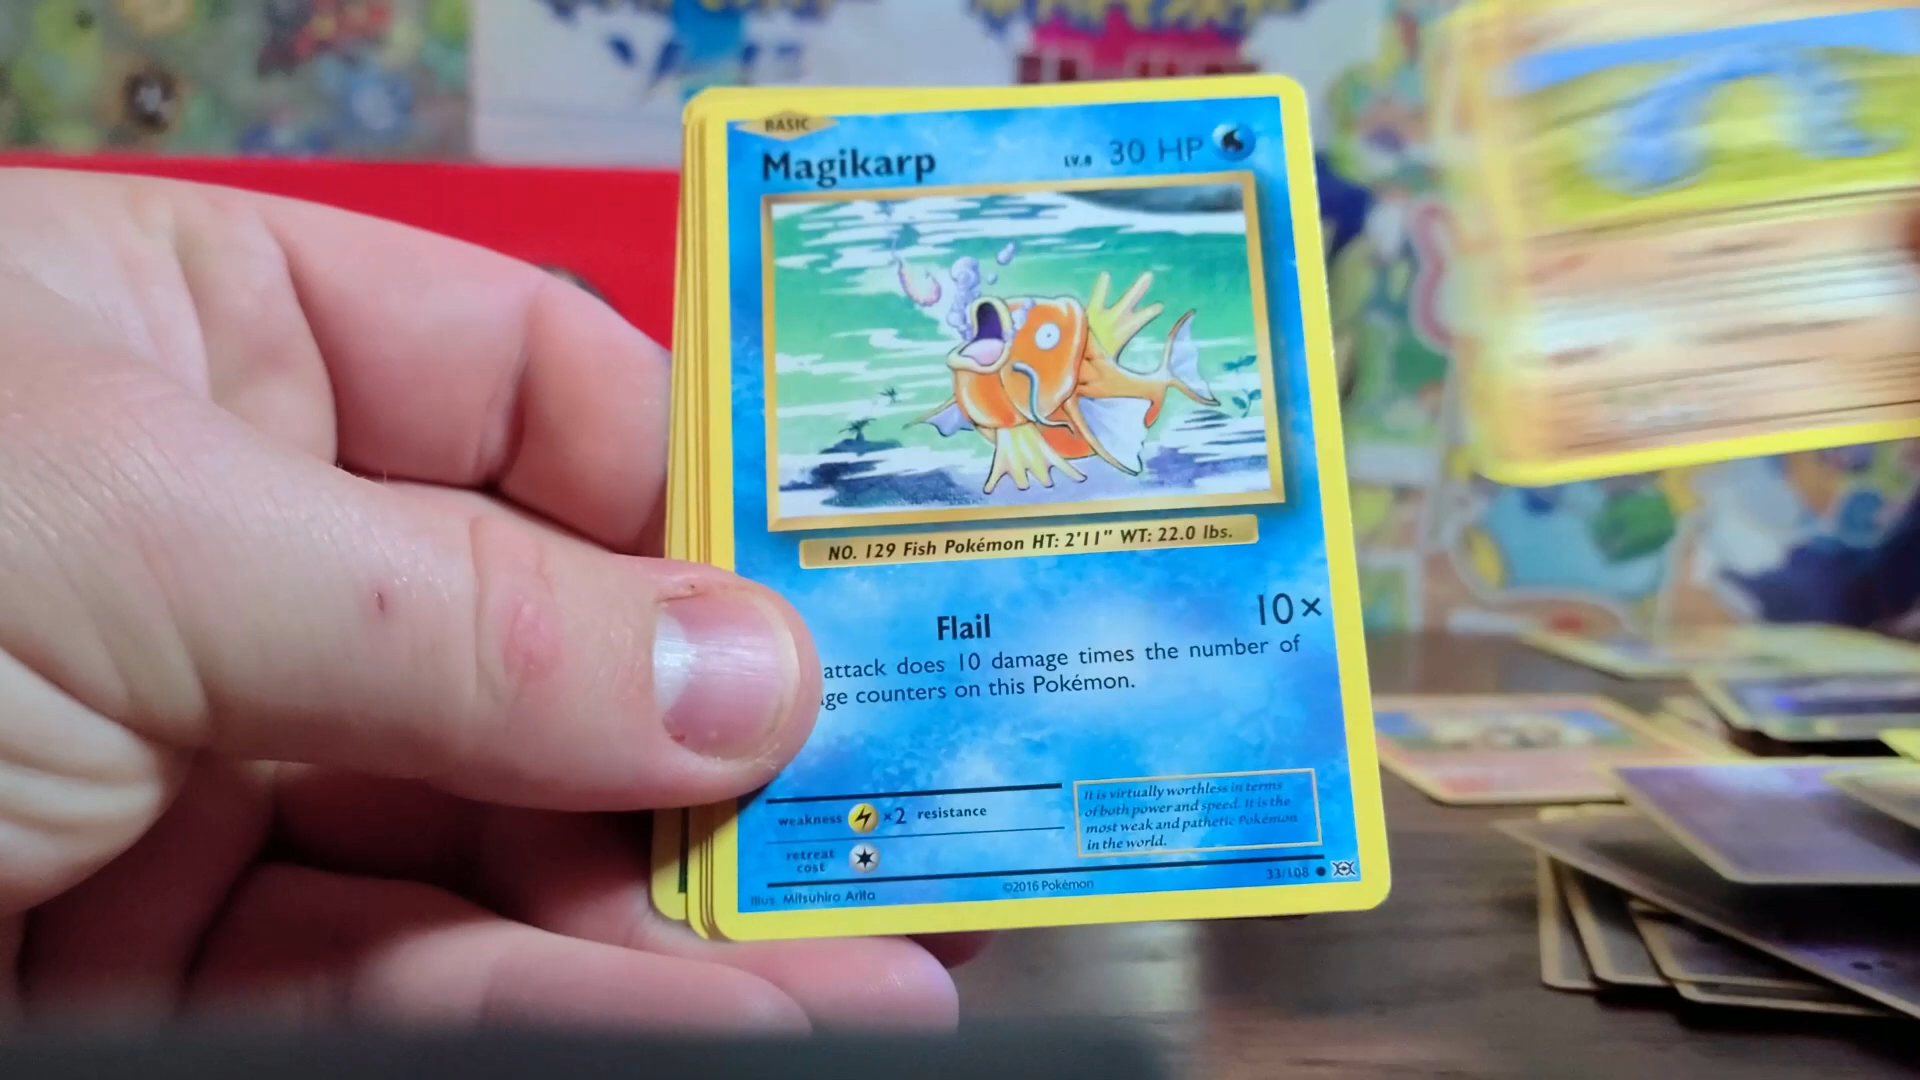 BASIC
Magikarp LV.8 30 HP
NO. 129 Fish Pokémon HT: 2'11" WT: 22.0 lbs.
Flail 10×
attack does 10 damage times the number of
counters on this Pokémon.
weakness ×2 resistance
retreat
cost
It is virtually worthless in terms
of both power and speed. It is the
most weak and pathetic Pokémon
in the world.
Illus. Mitsuhiro Arita ©2016 Pokémon 33/108